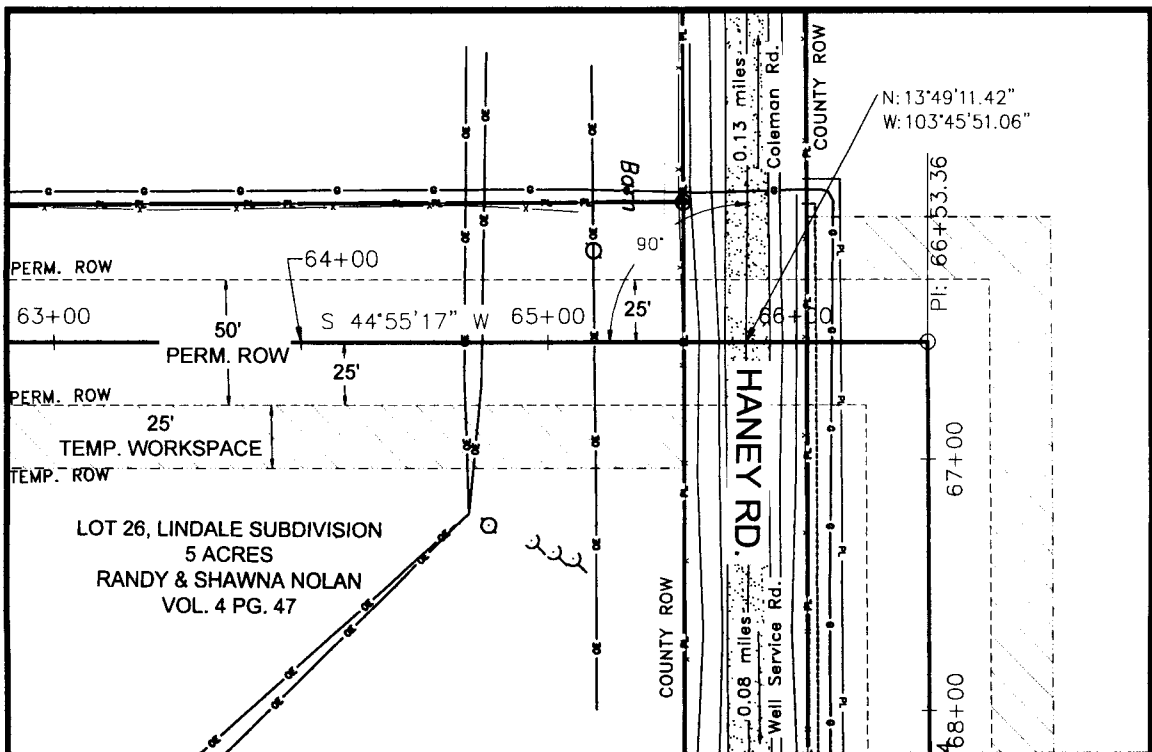 COUNTY ROW
0.13 miles
Coleman Rd.
N: 13°49'11.42"
W: 103°45'51.06"
Barn
90°
PI: 66+53.36
PERM. ROW
64+00
63+00
S 44°55'17" W
65+00
25'
66+00
50'
PERM. ROW
25'
PERM. ROW
25'
TEMP. WORKSPACE
TEMP. ROW
HANEY RD.
67+00
LOT 26, LINDALE SUBDIVISION
5 ACRES
RANDY & SHAWNA NOLAN
VOL. 4 PG. 47
COUNTY ROW
0.08 miles
Well Service Rd.
68+00